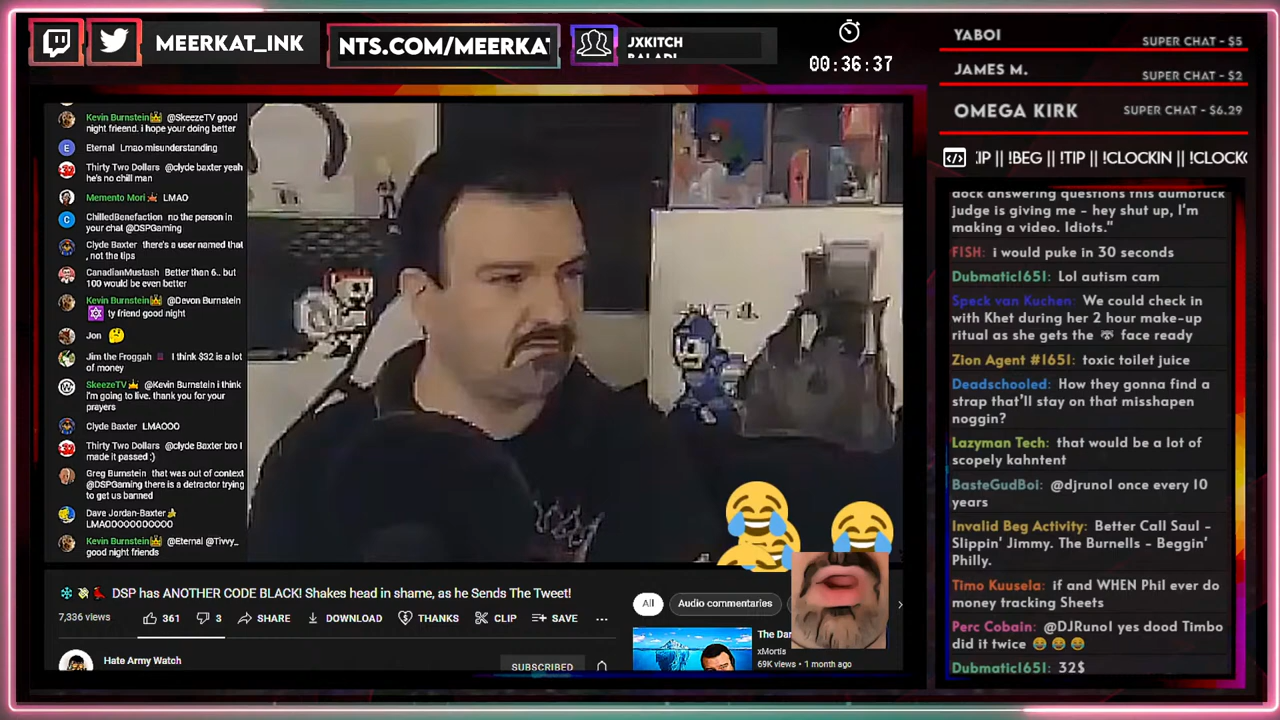 MEERKAT_INK
NTS.COM/MEERKAT
JXKITCH
00:36:37
YABOI
SUPER CHAT - $5
JAMES M.
SUPER CHAT - $2
OMEGA KIRK
SUPER CHAT - $6.29
IP || !BEG || !TIP || !CLOCKIN || !CLOCKO
Kevin Burnstein @SkeezeTV good
night frieend. i hope your doing better
Eternal Lmao misunderstanding
Thirty Two Dollars @clyde baxter yeah
he's no chill man
Memento Mori LMAO
ChilledBenefaction no the person in
your chat @DSPGaming
Clyde Baxter there's a user named that
, not the tips
CanadianMustash Better than 6.. but
100 would be even better
Kevin Burnstein @Devon Burnstein
ty friend good night
Jon 🤔
Jim the Froggah I think $32 is a lot
of money
SkeezeTV @Kevin Burnstein i think
i'm going to live. thank you for your
prayers
Clyde Baxter LMAOOO
Thirty Two Dollars @clyde Baxter bro I
made it passed :)
Greg Burnstein that was out of context
@DSPGaming there is a detractor trying
to get us banned
Dave Jordan-Baxter
LMAOOOOOOOOOO
Kevin Burnstein @Eternal @Tivvy_
good night friends
❄️ 💸 💃 DSP has ANOTHER CODE BLACK! Shakes head in shame, as he Sends The Tweet!
7,336 views
361
3
SHARE
DOWNLOAD
THANKS
CLIP
SAVE
...
Hate Army Watch
SUBSCRIBED
All
Audio commentaries
The Dar
xMortis
69K views • 1 month ago
dock answering questions this dumbfuck
judge is giving me - hey shut up, I'm
making a video. Idiots."
FISH: i would puke in 30 seconds
Dubmatic1651: Lol autism cam
Speck van Kuchen: We could check in
with Khet during her 2 hour make-up
ritual as she gets the face ready
Zion Agent #1651: toxic toilet juice
Deadschooled: How they gonna find a
strap that'll stay on that misshapen
noggin?
Lazyman Tech: that would be a lot of
scopely kahntent
BasteGudBoi: @djruno1 once every 10
years
Invalid Beg Activity: Better Call Saul -
Slippin' Jimmy. The Burnells - Beggin'
Philly.
Timo Kuusela: if and WHEN Phil ever do
money tracking Sheets
Perc Cobain: @DJRuno1 yes dood Timbo
did it twice 😂 😂 😂
Dubmatic1651: 32$